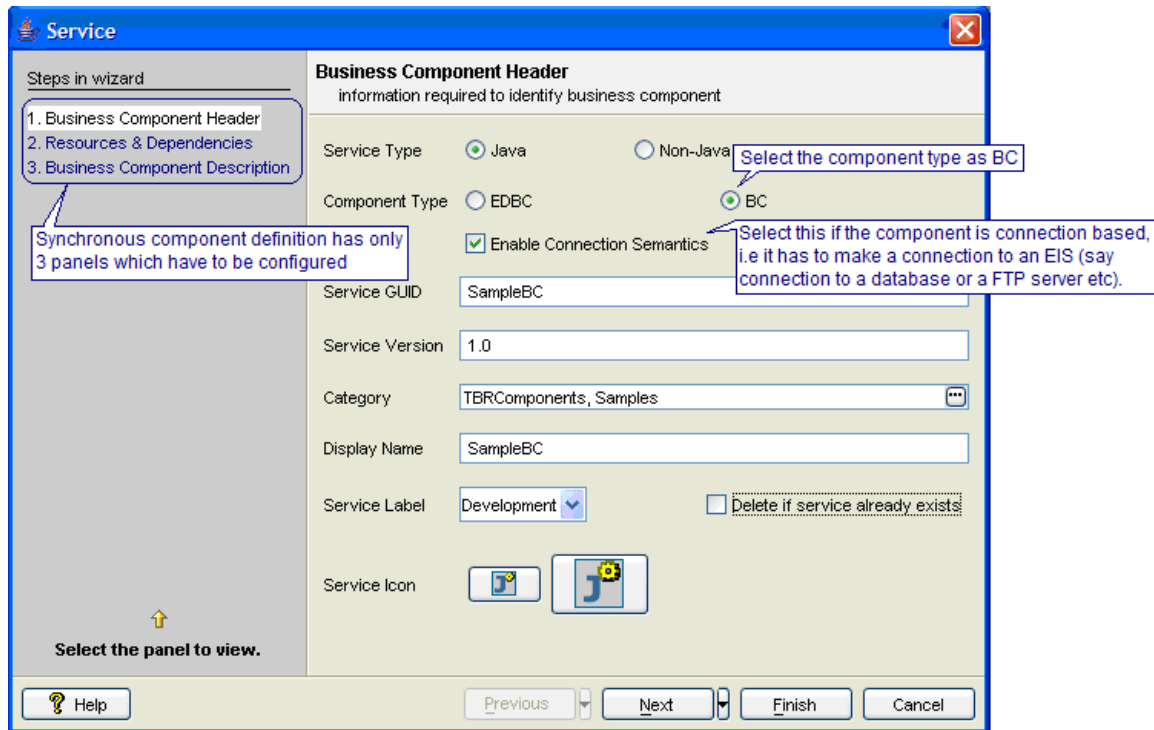 Service
Steps in wizard
1. Business Component Header
2. Resources & Dependencies
3. Business Component Description
Synchronous component definition has only
3 panels which have to be configured
Select the panel to view.
Business Component Header
information required to identify business component
Service Type
Java
Non-Java
Select the component type as BC
Component Type
EDBC
BC
Enable Connection Semantics
Select this if the component is connection based,
i.e it has to make a connection to an EIS (say
connection to a database or a FTP server etc).
Service GUID
SampleBC
Service Version
1.0
Category
TBRComponents, Samples
Display Name
SampleBC
Service Label
Development
Delete if service already exists
Service Icon
J
J
Help
Previous
Next
Finish
Cancel